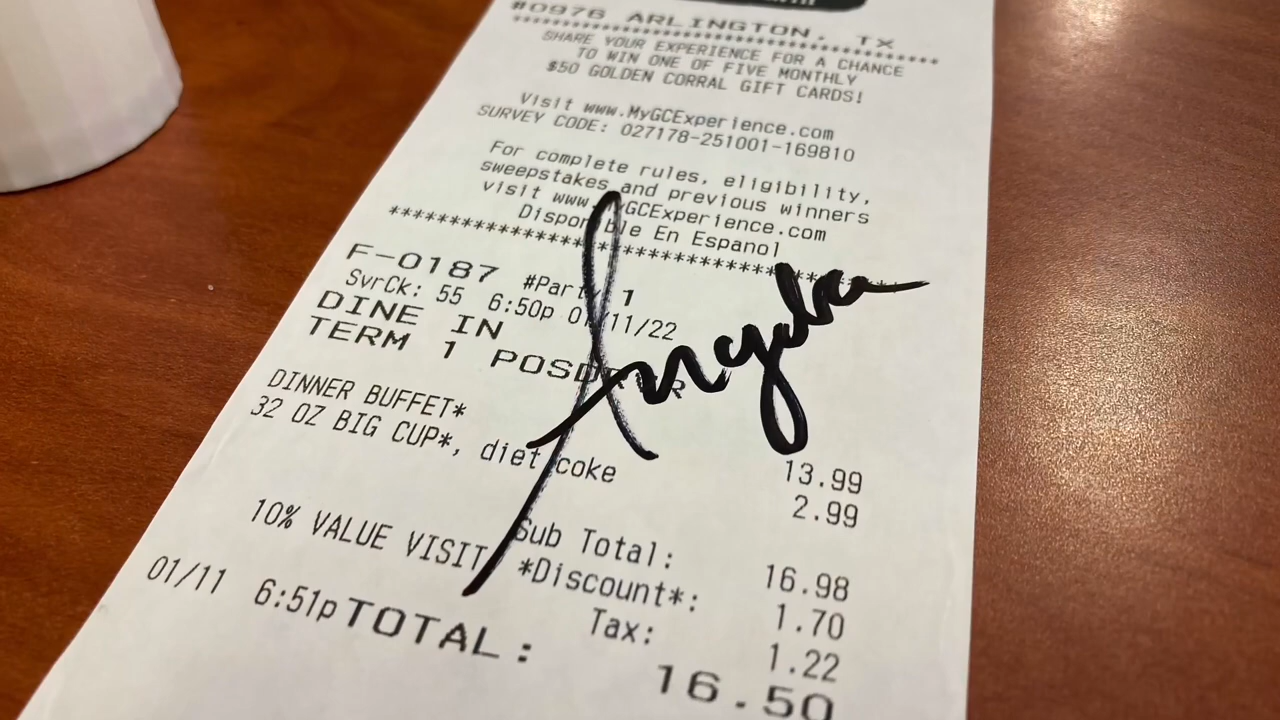 #0976 ARLINGTON, TX
****************************************
SHARE YOUR EXPERIENCE FOR A CHANCE
TO WIN ONE OF FIVE MONTHLY
$50 GOLDEN CORRAL GIFT CARDS!
Visit www.MyGCExperience.com
SURVEY CODE: 027178-251001-169810
For complete rules, eligibility,
sweepstakes and previous winners
visit www.MyGCExperience.com
Disponible En Espanol
****************************************
F-0187 #Party 1
SvrCk: 55 6:50p 01/11/22
DINE IN
TERM 1
Angela
DINNER BUFFET* 13.99
32 OZ BIG CUP*, diet coke 2.99
Sub Total: 16.98
10% VALUE VISIT *Discount*: 1.70
Tax: 1.22
01/11 6:51p TOTAL: 16.50